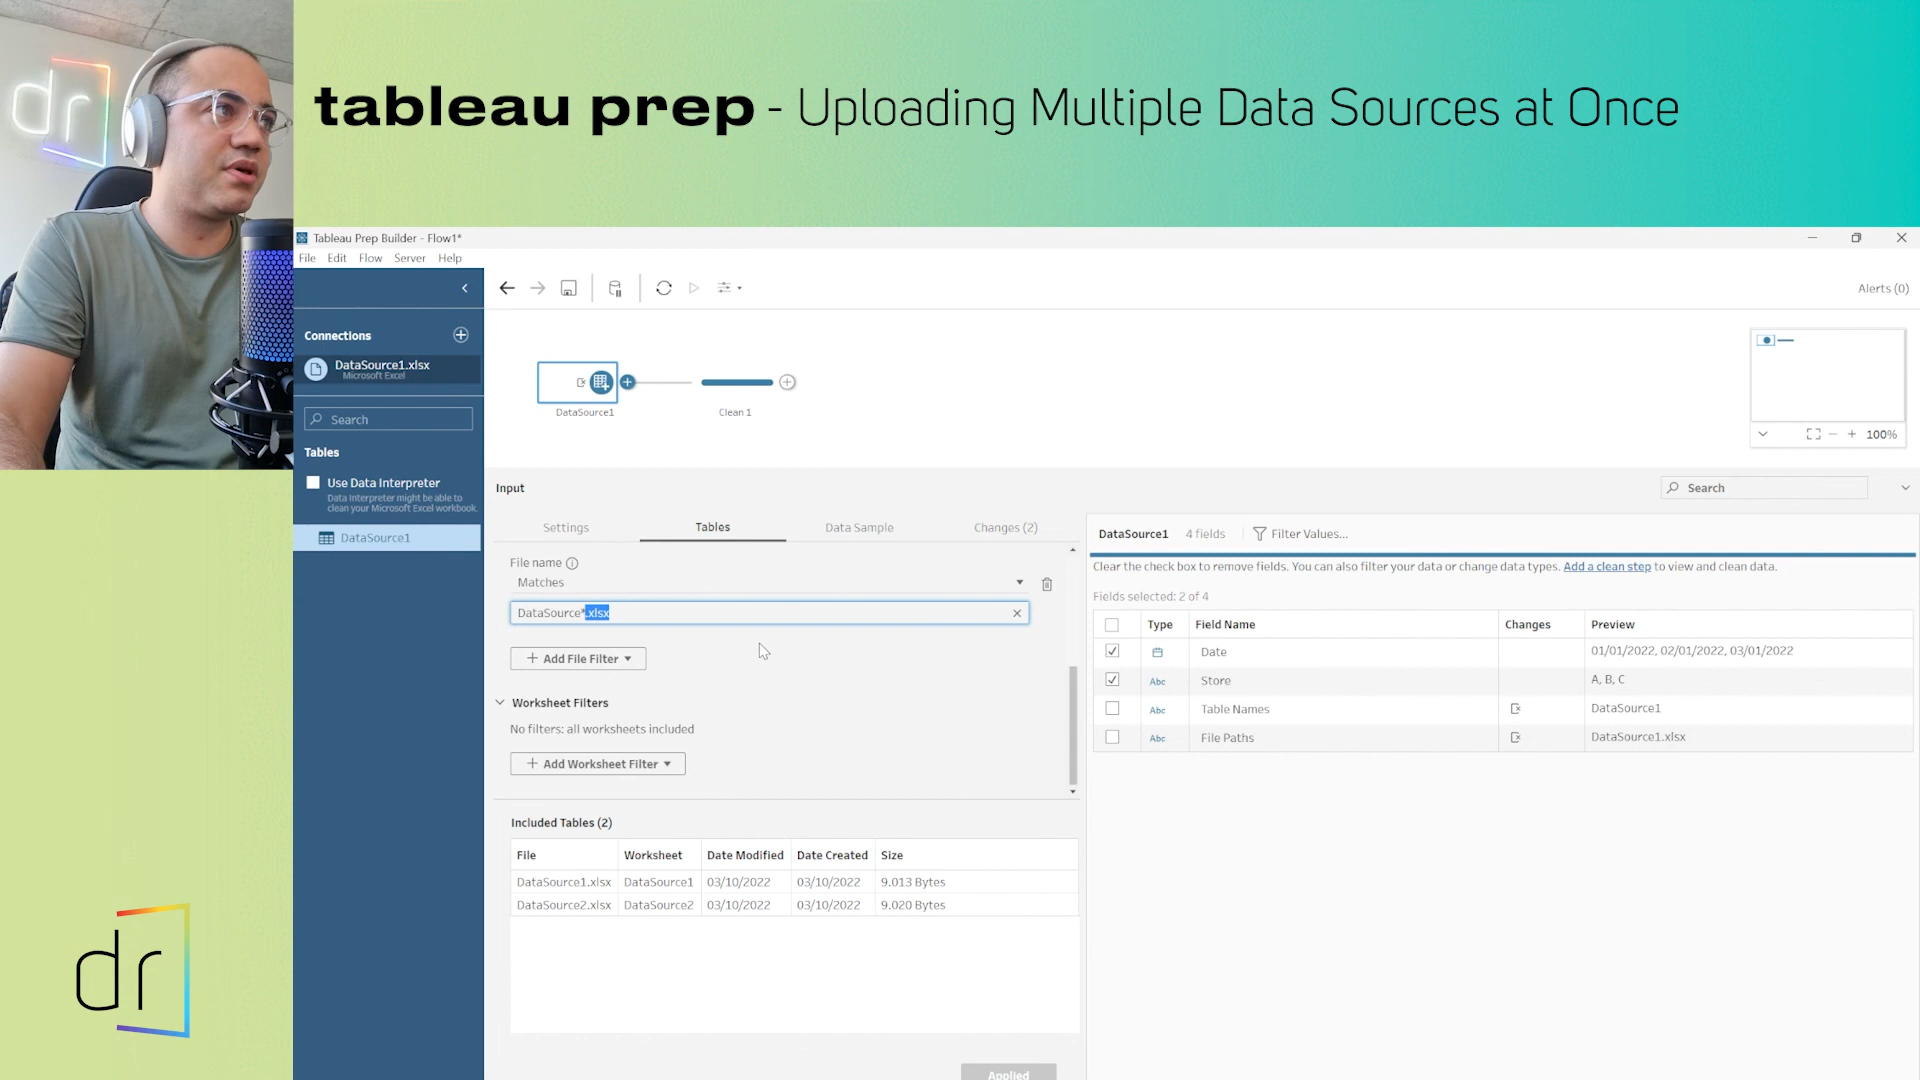 dr
tableau prep - Uploading Multiple Data Sources at Once
Tableau Prep Builder - Flow1*
File Edit Flow Server Help
Alerts (0)
Connections
DataSource1.xlsx
Microsoft Excel
Search
Tables
Use Data Interpreter
Data Interpreter might be able to
clean your Microsoft Excel workbook.
DataSource1
DataSource1
Clean 1
100%
Input
Search
Settings Tables Data Sample Changes (2)
File name
Matches
DataSource*.xlsx
Add File Filter
Worksheet Filters
No filters: all worksheets included
Add Worksheet Filter
Included Tables (2)
File Worksheet Date Modified Date Created Size
DataSource1.xlsx DataSource1 03/10/2022 03/10/2022 9.013 Bytes
DataSource2.xlsx DataSource2 03/10/2022 03/10/2022 9.020 Bytes
Applied
DataSource1 4 fields Filter Values...
Clear the check box to remove fields. You can also filter your data or change data types. Add a clean step to view and clean data.
Fields selected: 2 of 4
Type Field Name Changes Preview
Date 01/01/2022, 02/01/2022, 03/01/2022
Abc Store A, B, C
Abc Table Names DataSource1
Abc File Paths DataSource1.xlsx
dr